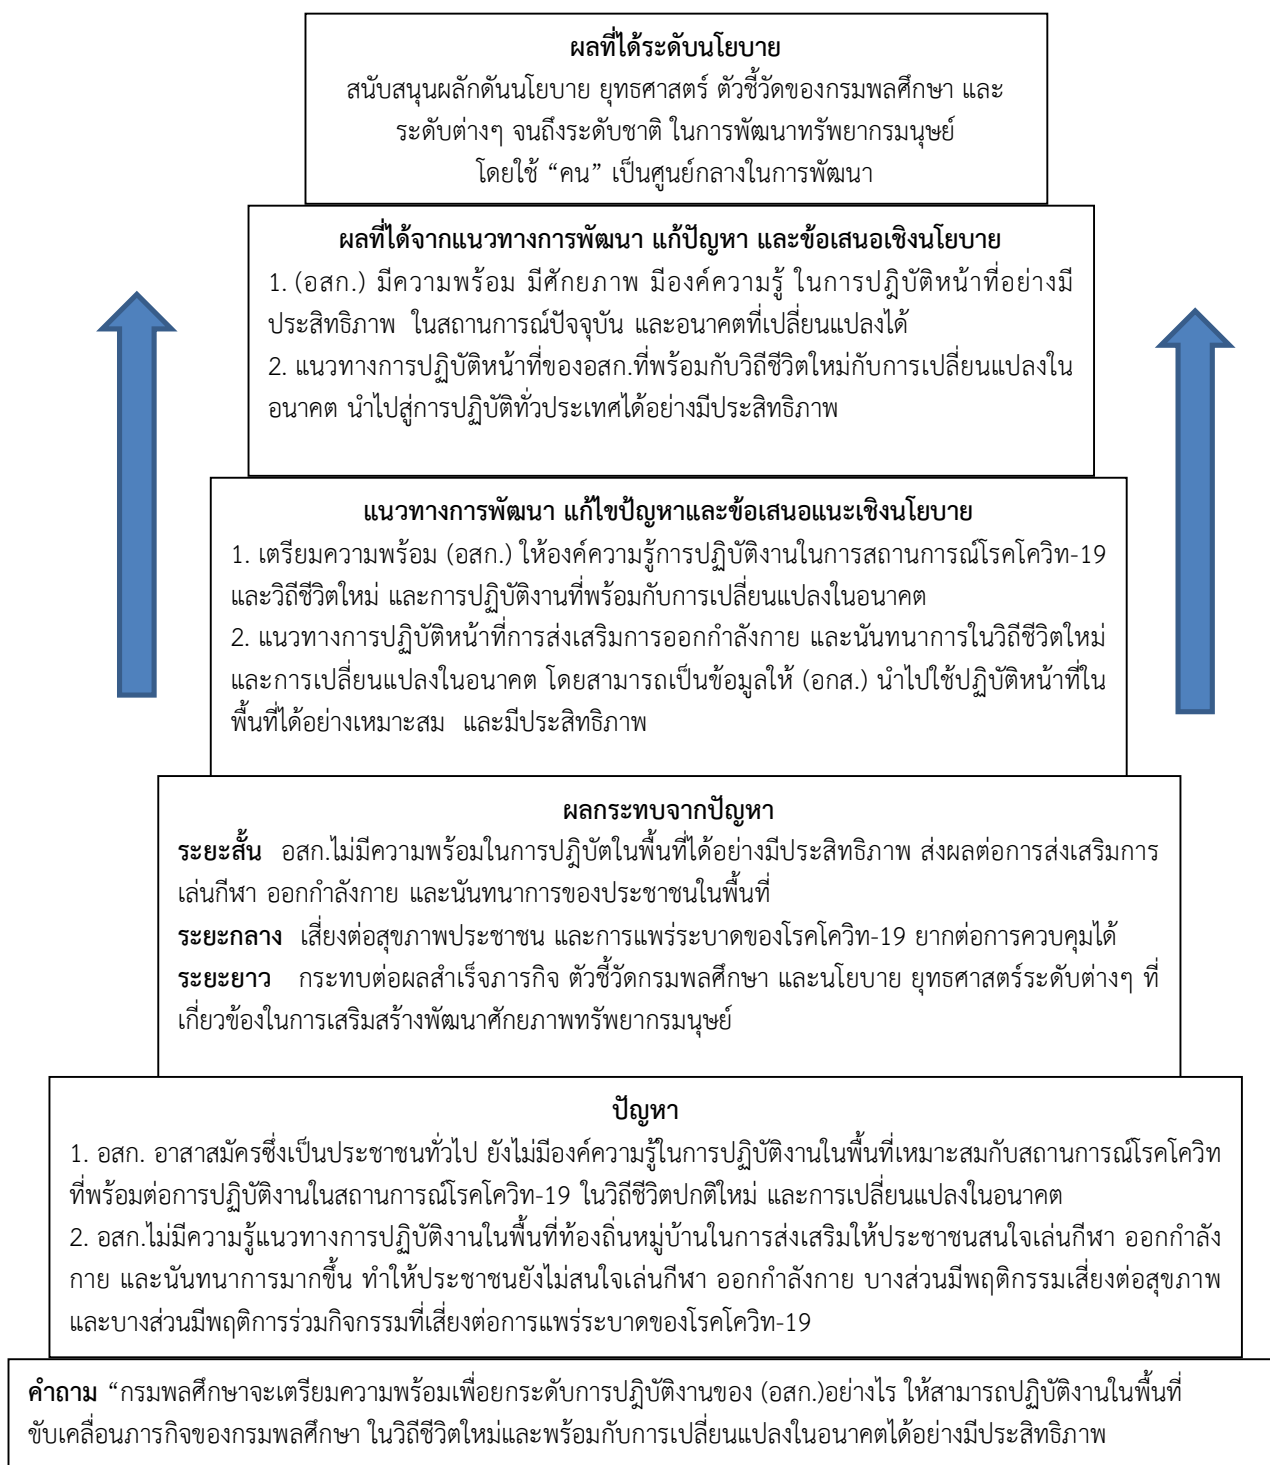 ผลที่ได้ระดับนโยบาย
สนับสนุนผลักดันนโยบาย ยุทธศาสตร์ ตัวชี้วัดของกรมพลศึกษา และ
ระดับต่างๆ จนถึงระดับชาติ ในการพัฒนาทรัพยากรมนุษย์
โดยใช้ “คน” เป็นศูนย์กลางในการพัฒนา
ผลที่ได้จากแนวทางการพัฒนา แก้ปัญหา และข้อเสนอเชิงนโยบาย
1. (อสก.) มีความพร้อม มีศักยภาพ มีองค์ความรู้ ในการปฎิบัติหน้าที่อย่างมี
ประสิทธิภาพ ในสถานการณ์ปัจจุบัน และอนาคตที่เปลี่ยนแปลงได้
2. แนวทางการปฏิบัติหน้าที่ของอสก.ที่พร้อมกับวิถีชีวิตใหม่กับการเปลี่ยนแปลงใน
อนาคต นำไปสู่การปฏิบัติทั่วประเทศได้อย่างมีประสิทธิภาพ
แนวทางการพัฒนา แก้ไขปัญหาและข้อเสนอแนะเชิงนโยบาย
1. เตรียมความพร้อม (อสก.) ให้องค์ความรู้การปฏิบัติงานในการสถานการณ์โรคโควิท-19
และวิถีชีวิตใหม่ และการปฏิบัติงานที่พร้อมกับการเปลี่ยนแปลงในอนาคต
2. แนวทางการปฏิบัติหน้าที่การส่งเสริมการออกกำลังกาย และนันทนาการในวิถีชีวิตใหม่
และการเปลี่ยนแปลงในอนาคต โดยสามารถเป็นข้อมูลให้ (อกส.) นำไปใช้ปฏิบัติหน้าที่ใน
พื้นที่ได้อย่างเหมาะสม และมีประสิทธิภาพ
ผลกระทบจากปัญหา
ระยะสั้น อสก.ไม่มีความพร้อมในการปฎิบัตในพื้นที่ได้อย่างมีประสิทธิภาพ ส่งผลต่อการส่งเสริมการ
เล่นกีฬา ออกกำลังกาย และนันทนาการของประชาชนในพื้นที่
ระยะกลาง เสี่ยงต่อสุขภาพประชาชน และการแพร่ระบาดของโรคโควิท-19 ยากต่อการควบคุมได้
ระยะยาว กระทบต่อผลสำเร็จภารกิจ ตัวชี้วัดกรมพลศึกษา และนโยบาย ยุทธศาสตร์ระดับต่างๆ ที่
เกี่ยวข้องในการเสริมสร้างพัฒนาศักยภาพทรัพยากรมนุษย์
ปัญหา
1. อสก. อาสาสมัครซึ่งเป็นประชาชนทั่วไป ยังไม่มีองค์ความรู้ในการปฏิบัติงานในพื้นที่เหมาะสมกับสถานการณ์โรคโควิท
ที่พร้อมต่อการปฏิบัติงานในสถานการณ์โรคโควิท-19 ในวิถีชีวิตปกติใหม่ และการเปลี่ยนแปลงในอนาคต
2. อสก.ไม่มีความรู้แนวทางการปฏิบัติงานในพื้นที่ท้องถิ่นหมู่บ้านในการส่งเสริมให้ประชาชนสนใจเล่นกีฬา ออกกำลัง
กาย และนันทนาการมากขึ้น ทำให้ประชาชนยังไม่สนใจเล่นกีฬา ออกกำลังกาย บางส่วนมีพฤติกรรมเสี่ยงต่อสุขภาพ
และบางส่วนมีพฤติการร่วมกิจกรรมที่เสี่ยงต่อการแพร่ระบาดของโรคโควิท-19
คำถาม “กรมพลศึกษาจะเตรียมความพร้อมเพื่อยกระดับการปฎิบัติงานของ (อสก.)อย่างไร ให้สามารถปฏิบัติงานในพื้นที่
ขับเคลื่อนภารกิจของกรมพลศึกษา ในวิถีชีวิตใหม่และพร้อมกับการเปลี่ยนแปลงในอนาคตได้อย่างมีประสิทธิภาพ